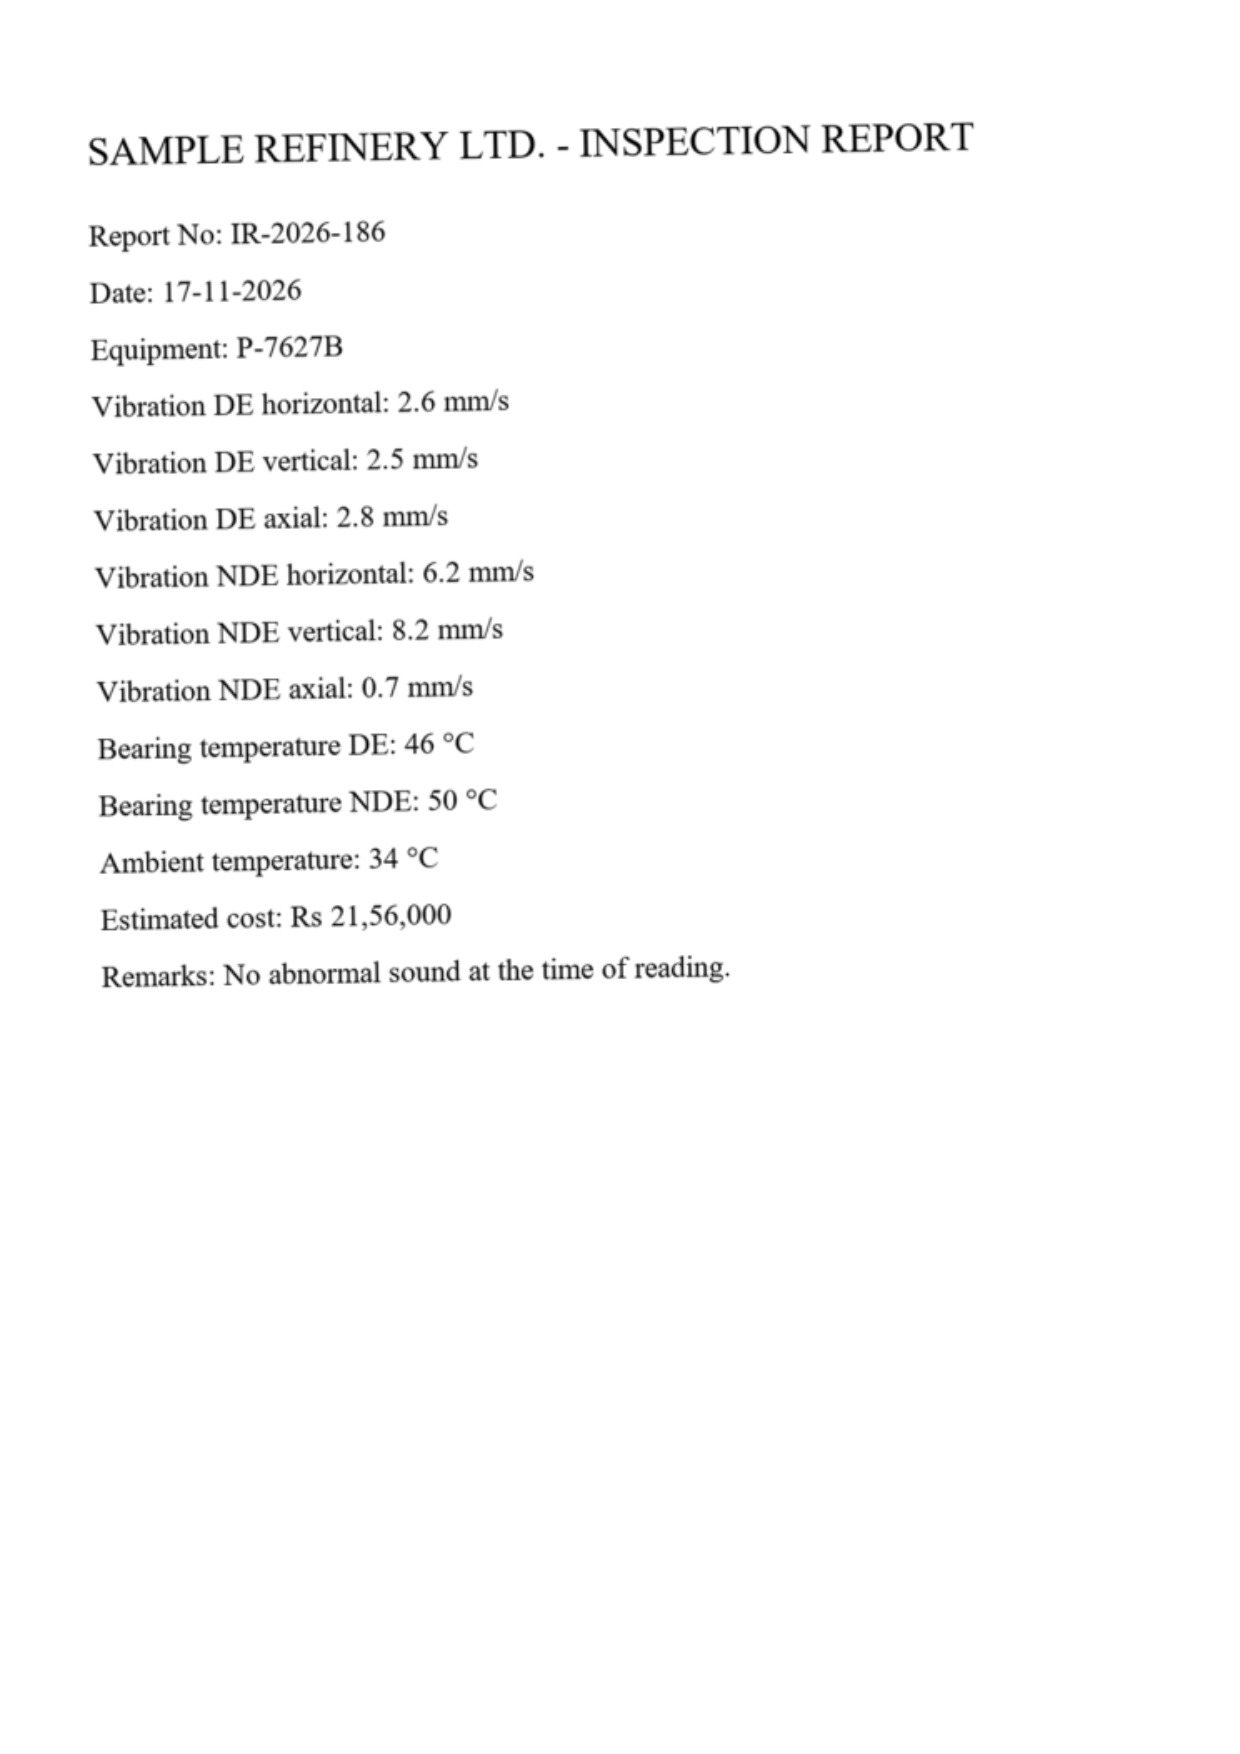 SAMPLE REFINERY LTD. - INSPECTION REPORT
Report No: IR-2026-186
Date: 17-11-2026
Equipment: P-7627B
Vibration DE horizontal: 2.6 mm/s
Vibration DE vertical: 2.5 mm/s
Vibration DE axial: 2.8 mm/s
Vibration NDE horizontal: 6.2 mm/s
Vibration NDE vertical: 8.2 mm/s
Vibration NDE axial: 0.7 mm/s
Bearing temperature DE: 46 °C
Bearing temperature NDE: 50 °C
Ambient temperature: 34 °C
Estimated cost: Rs 21,56,000
Remarks: No abnormal sound at the time of reading.